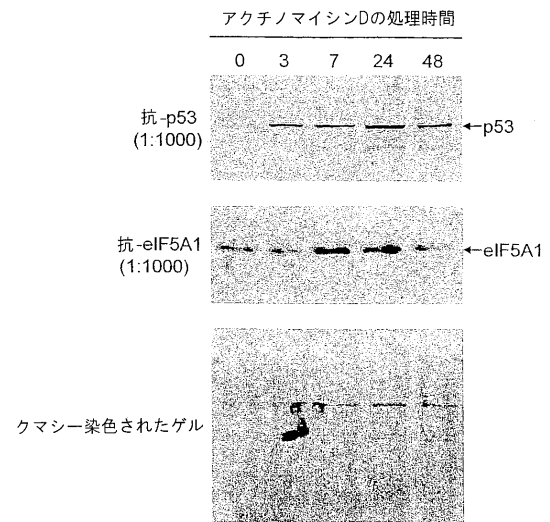 アクチノマイシンDの処理時間
0 3 7 24 48
抗-p53
(1:1000)
←p53
抗-eIF5A1
(1:1000)
←eIF5A1
クマシー染色されたゲル